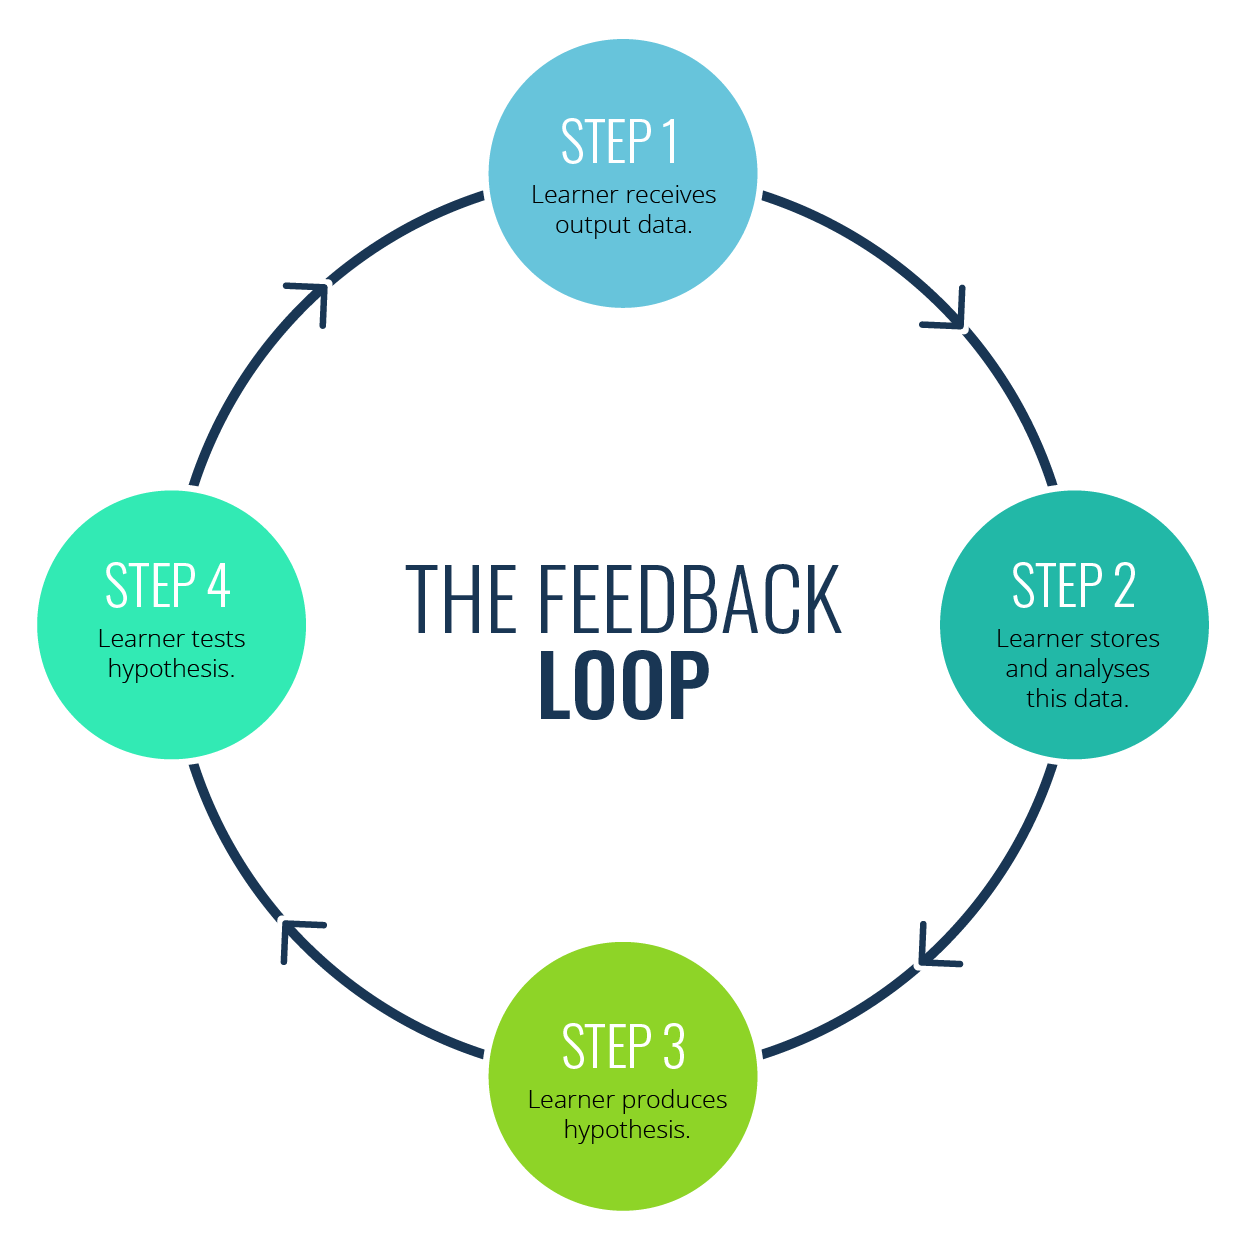 STEP 1
Learner receives
output data.
STEP 4
Learner tests
hypothesis.
THE FEEDBACK
LOOP
STEP 2
Learner stores
and analyses
this data.
STEP 3
Learner produces
hypothesis.